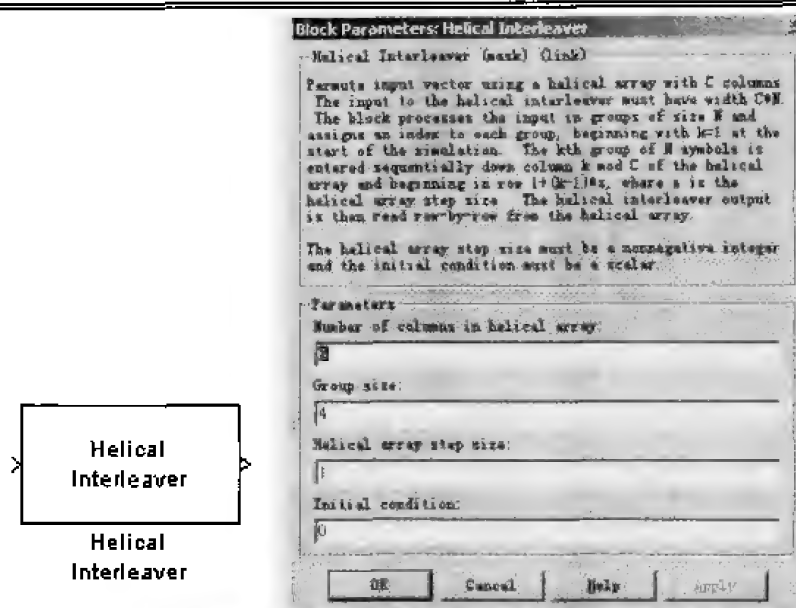 Block Parameters: Helical Interleaver
Helical Interleaver (mask) (link)
Permute input vector using a helical array with C columns
The input to the helical interleaver must have width C*N.
The block processes the input in groups of size N and
assigns an index to each group, beginning with k=1 at the
start of the simulation. The kth group of N symbols is
entered sequentially down column k mod C of the helical
array and beginning in row 1+(k-1)*s, where s is the
helical array step size. The helical interleaver output
is then read row-by-row from the helical array.
The helical array step size must be a nonnegative integer
and the initial condition must be a scalar.
Parameters
Number of columns in helical array:
Group size:
4
Helical array step size:
1
Initial condition:
0
OK Cancel Help Apply
Helical
Interleaver
Helical
Interleaver